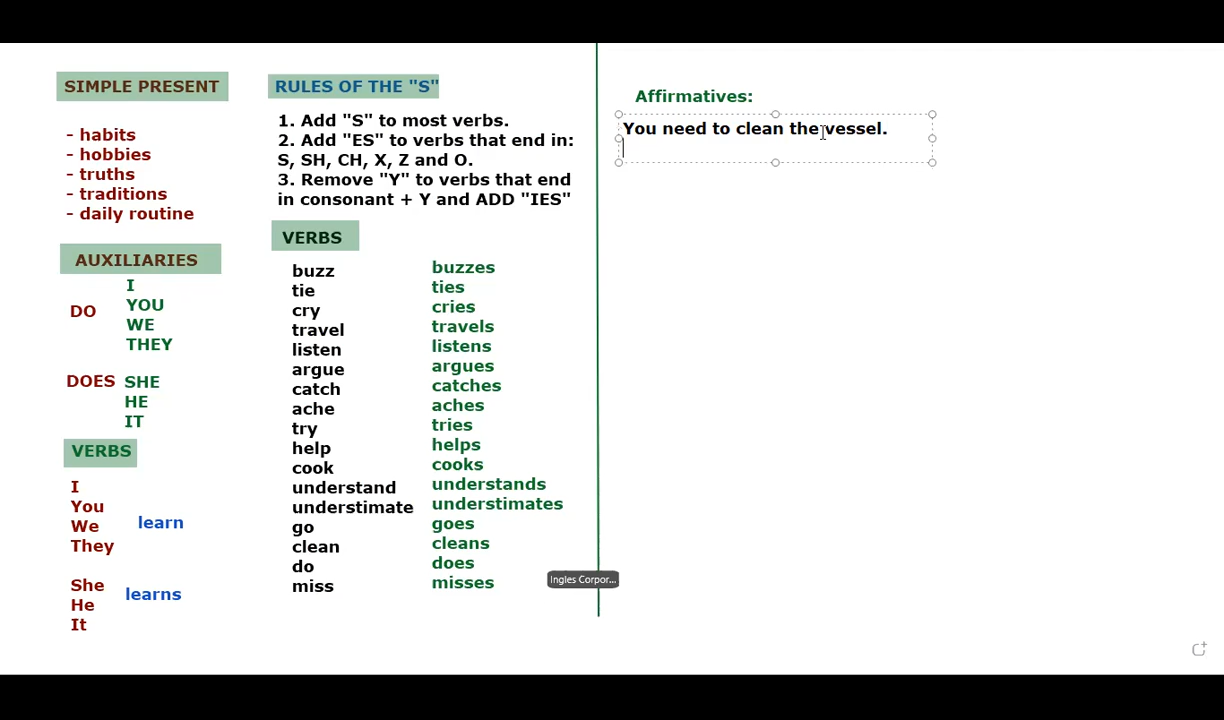 SIMPLE PRESENT
- habits
- hobbies
- truths
- traditions
- daily routine
AUXILIARIES
DO
I
YOU
WE
THEY
DOES
SHE
HE
IT
VERBS
I
You
We
They
learn
She
He
It
learns
RULES OF THE "S"
1. Add "S" to most verbs.
2. Add "ES" to verbs that end in:
S, SH, CH, X, Z and O.
3. Remove "Y" to verbs that end
in consonant + Y and ADD "IES"
VERBS
buzz
tie
cry
travel
listen
argue
catch
ache
try
help
cook
understand
understimate
go
clean
do
miss
buzzes
ties
cries
travels
listens
argues
catches
aches
tries
helps
cooks
understands
understimates
goes
cleans
does
misses
Ingles Corpor...
Affirmatives:
You need to clean the vessel.